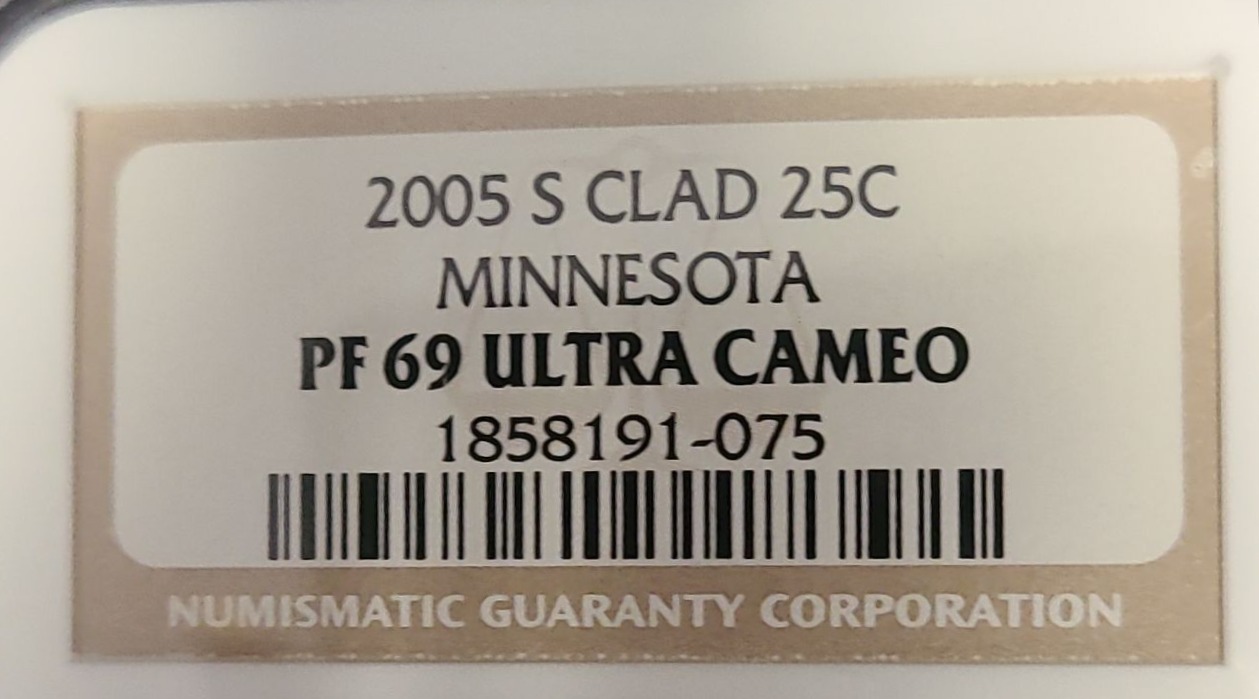 2005 S CLAD 25C
MINNESOTA
PF 69 ULTRA CAMEO
1858191-075
NUMISMATIC GUARANTY CORPORATION